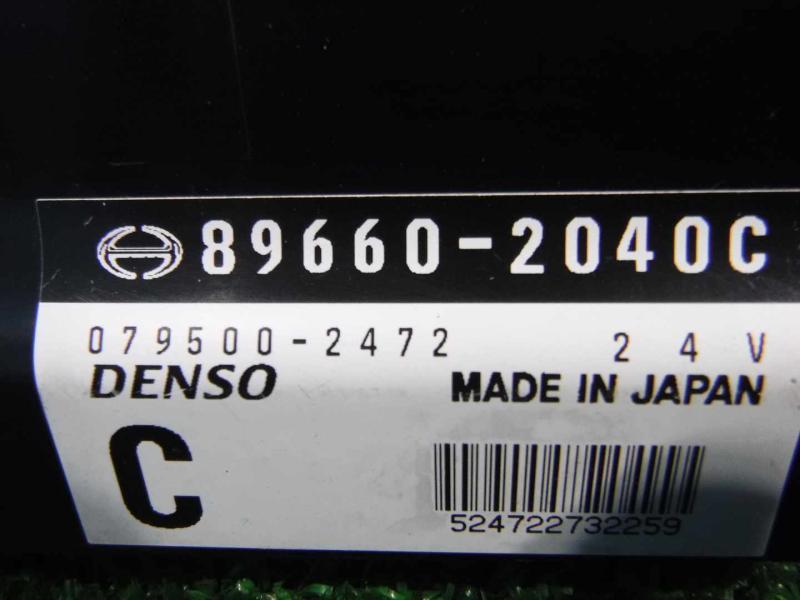 89660-2040C
079500-2472 24V
DENSO MADE IN JAPAN
C
524722732259